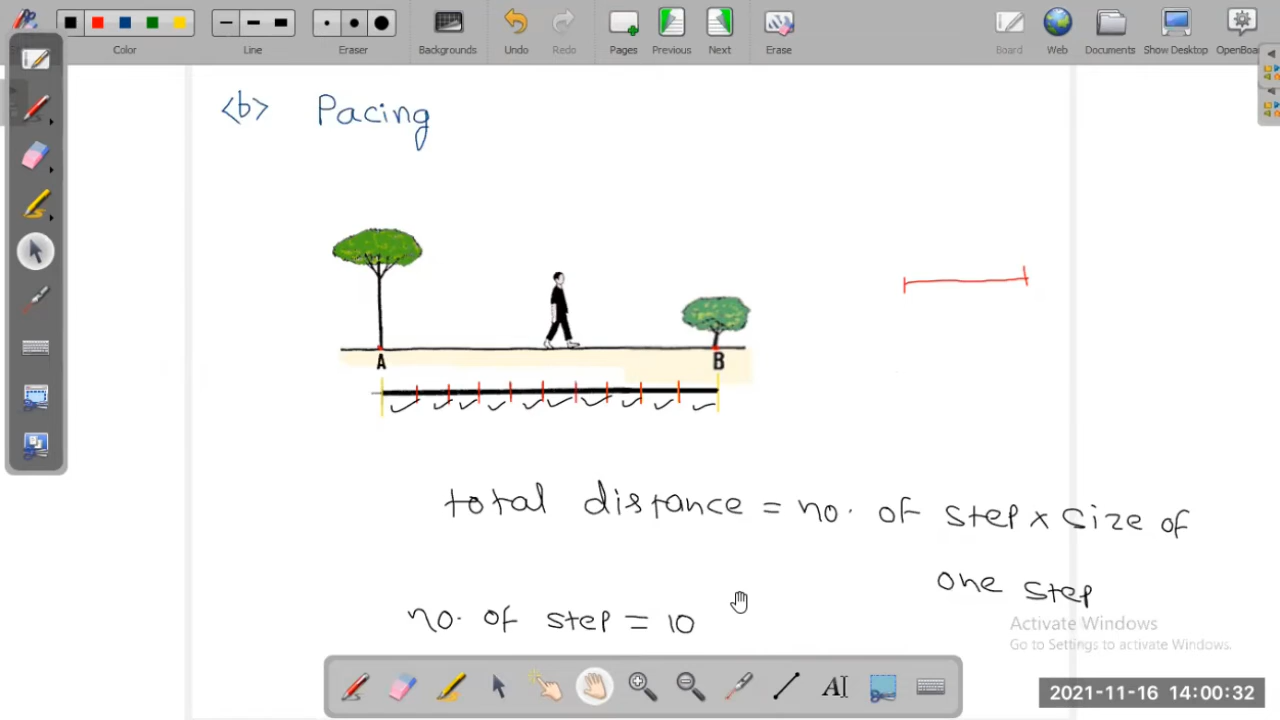 Color
Line
Eraser
Backgrounds
Undo
Redo
Pages
Previous
Next
Erase
Board
Web
Documents
Show Desktop
OpenBoa
<b> Pacing
A
B
total distance = no. of step x size of
one step
no. of step = 10
Activate Windows
Go to Settings to activate Windows.
AI
2021-11-16 14:00:32